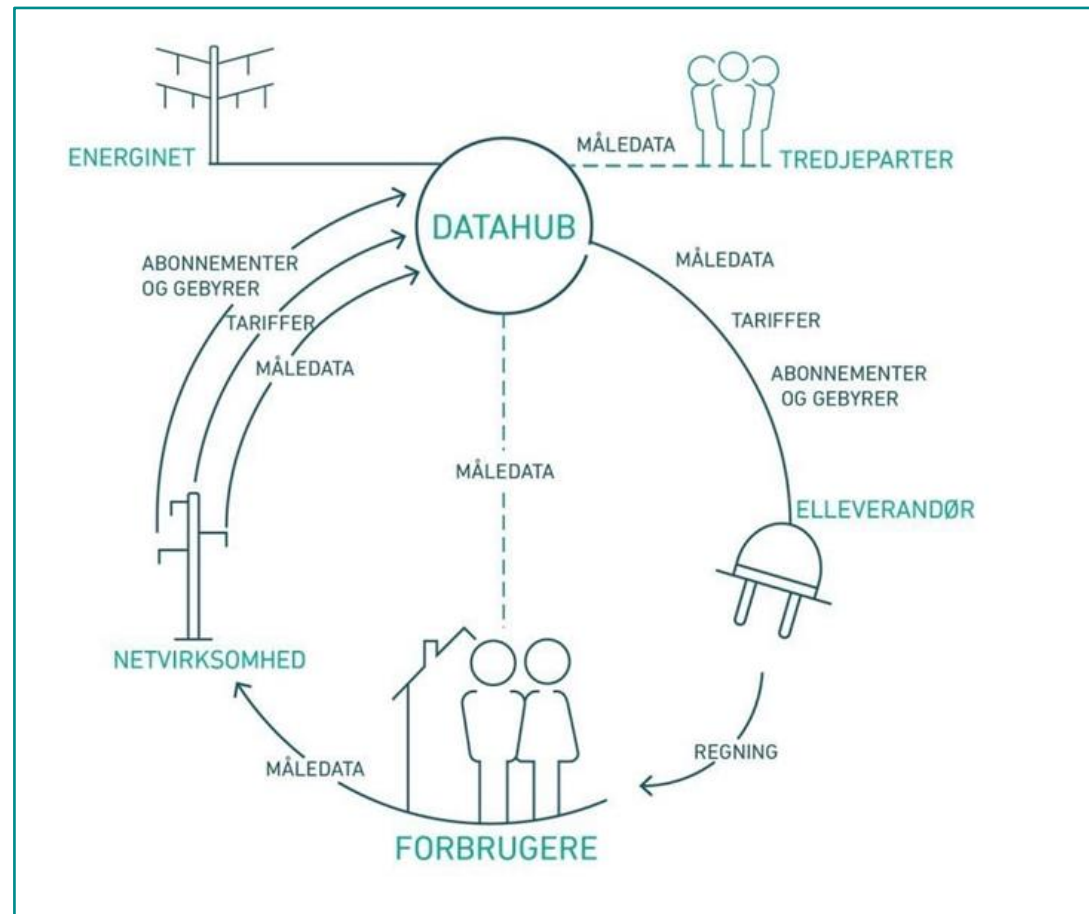 ENERGINET
MÅLEDATA
TREDJEPARTER
DATAHUB
ABONNEMENTER
OG GEBYRER
TARIFFER
MÅLEDATA
MÅLEDATA
TARIFFER
ABONNEMENTER
OG GEBYRER
MÅLEDATA
ELLEVERANDØR
NETVIRKSOMHED
MÅLEDATA
REGNING
FORBRUGERE